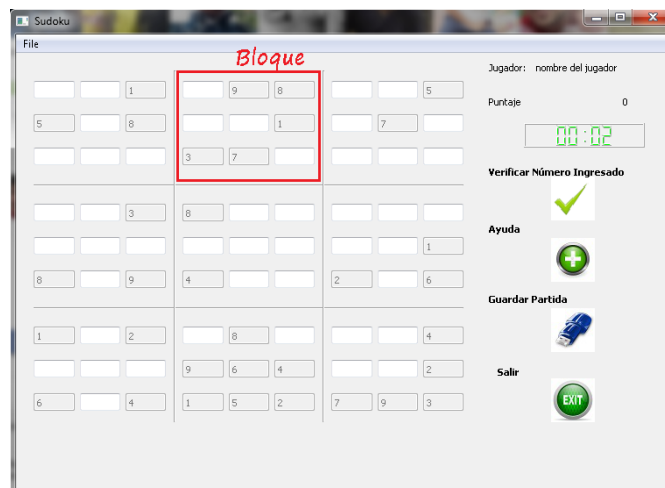 Sudoku
File
Bloque
1 9 8 5
5 8 1 7
3 7
3 8
1
8 9 4 2 6
1 2 8 4
9 6 4 2
6 4 1 5 2 7 9 3
Jugador: nombre del jugador
Puntaje 0
00:02
Verificar Número Ingresado
Ayuda
Guardar Partida
Salir
EXIT